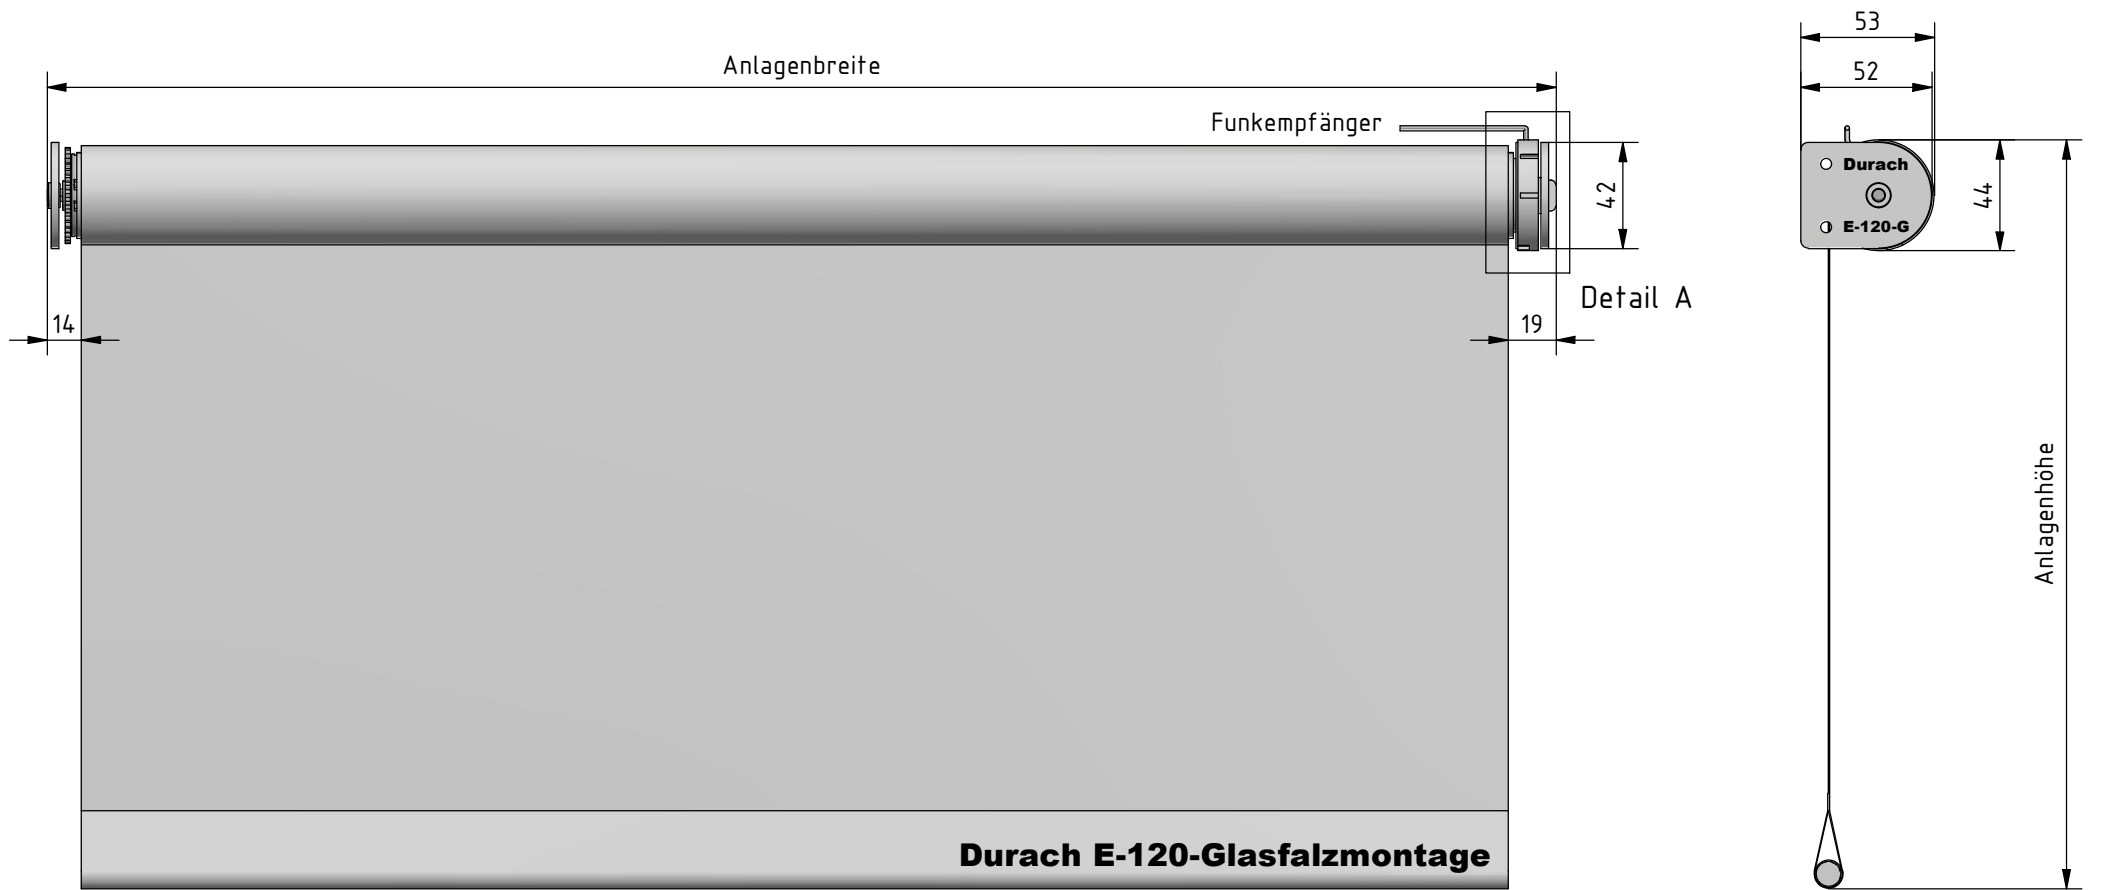 53
Anlagenbreite
52
Funkempfänger
42
Durach
E-120-G
44
Detail A
14
19
Anlagenhöhe
Durach E-120-Glasfalzmontage